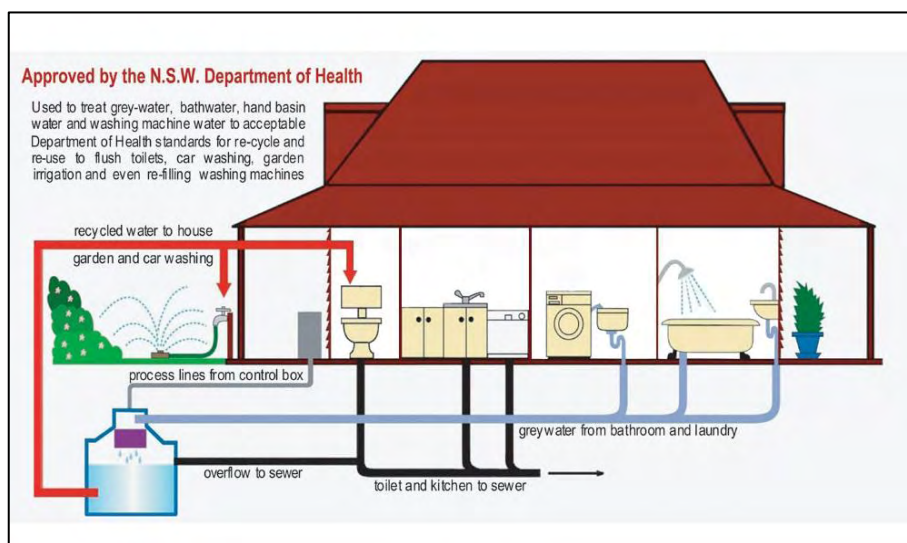 Approved by the N.S.W. Department of Health
Used to treat grey-water, bathwater, hand basin
water and washing machine water to acceptable
Department of Health standards for re-cycle and
re-use to flush toilets, car washing, garden
irrigation and even re-filling washing machines
recycled water to house
garden and car washing
process lines from control box
greywater from bathroom and laundry
overflow to sewer
toilet and kitchen to sewer